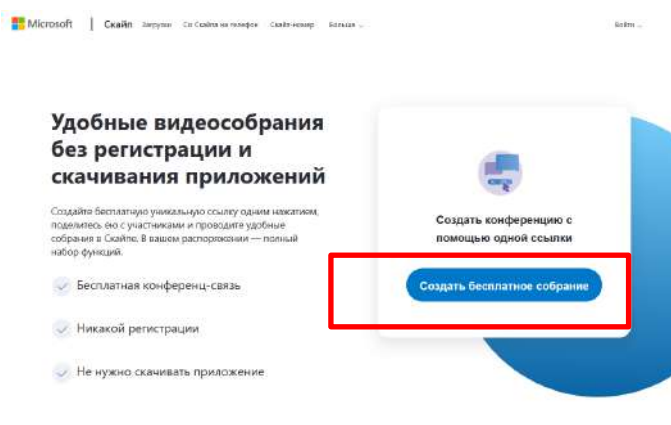 Microsoft | Скайп Загрузки Со Скайпа на телефон Скайп-номер Больше
Войти
Удобные видеособрания
без регистрации и
скачивания приложений
Создайте бесплатную уникальную ссылку одним нажатием,
поделитесь ею с участниками и проводите удобные
собрания в Скайпе. В вашем распоряжении — полный
набор функций.
Бесплатная конференц-связь
Никакой регистрации
Не нужно скачивать приложение
Создать конференцию с
помощью одной ссылки
Создать бесплатное собрание